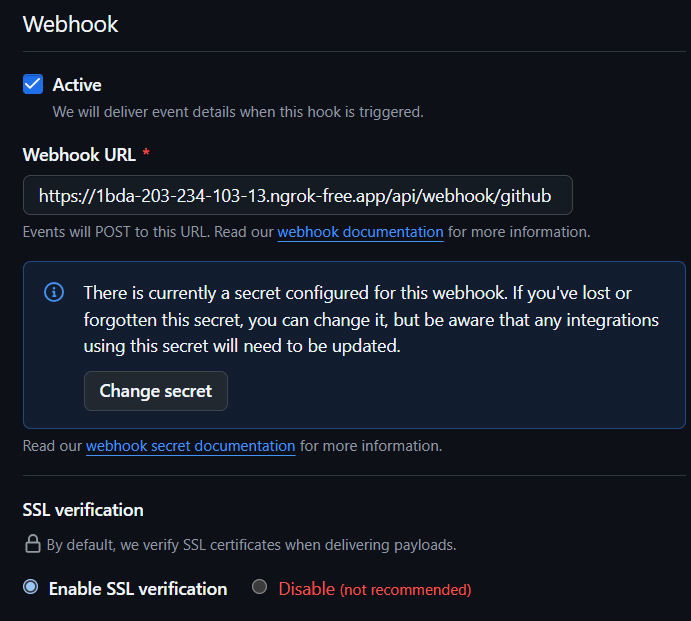 Webhook
Active
We will deliver event details when this hook is triggered.
Webhook URL *
https://1bda-203-234-103-13.ngrok-free.app/api/webhook/github
Events will POST to this URL. Read our webhook documentation for more information.
There is currently a secret configured for this webhook. If you've lost or
forgotten this secret, you can change it, but be aware that any integrations
using this secret will need to be updated.
Change secret
Read our webhook secret documentation for more information.
SSL verification
By default, we verify SSL certificates when delivering payloads.
Enable SSL verification Disable (not recommended)